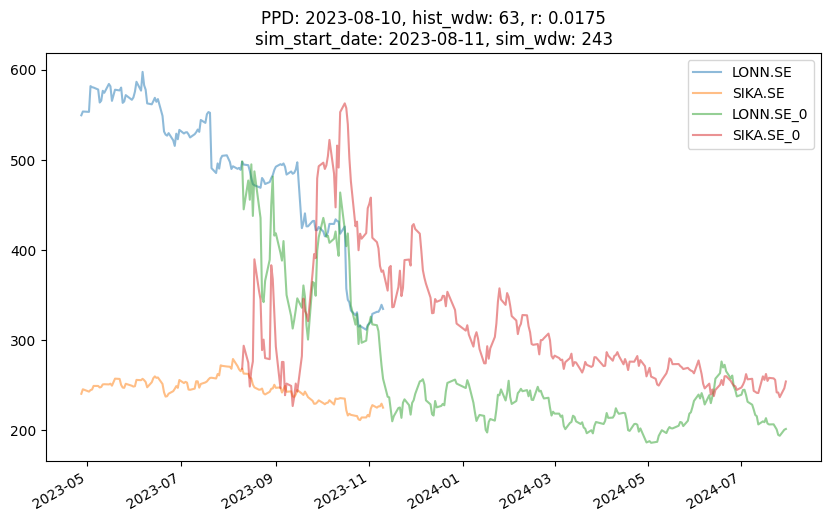 PPD: 2023-08-10, hist_wdw: 63, r: 0.0175
sim_start_date: 2023-08-11, sim_wdw: 243
LONN.SE
SIKA.SE
LONN.SE_0
SIKA.SE_0
600
500
400
300
200
2023-05
2023-07
2023-09
2023-11
2024-01
2024-03
2024-05
2024-07